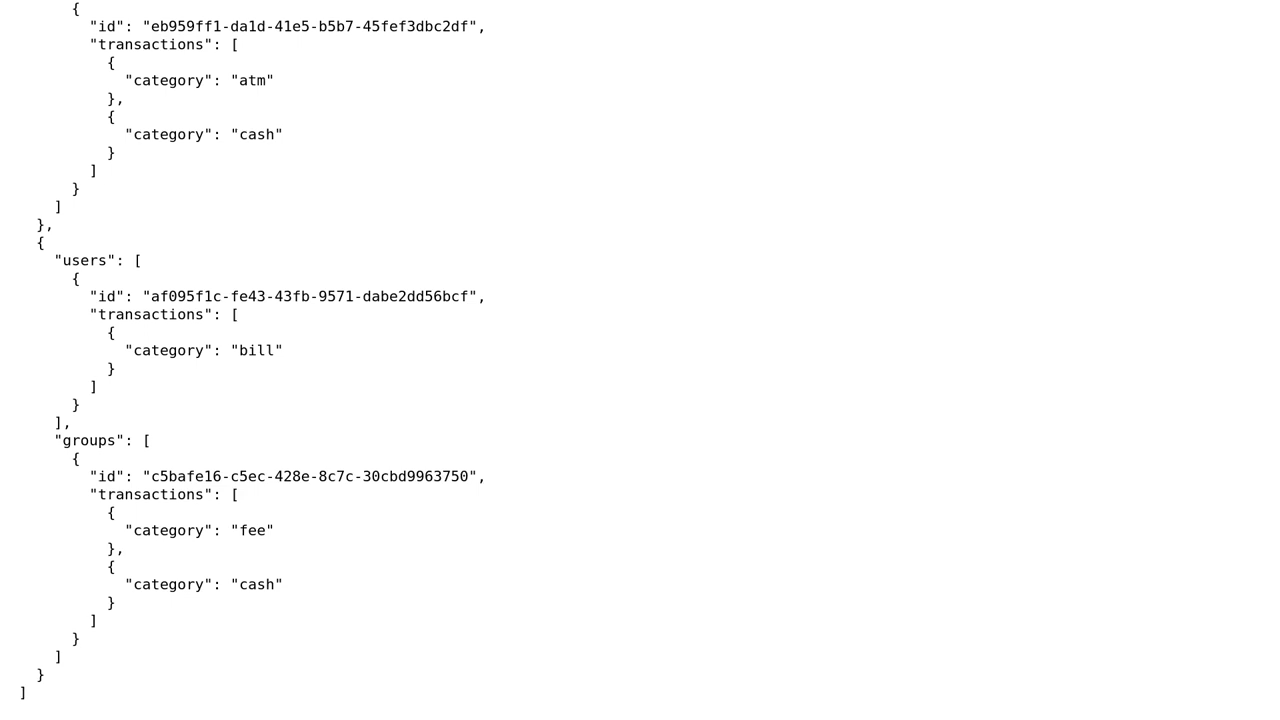 {
        "id": "eb959ff1-da1d-41e5-b5b7-45fef3dbc2df",
        "transactions": [
          {
            "category": "atm"
          },
          {
            "category": "cash"
          }
        ]
      }
    ]
  },
  {
    "users": [
      {
        "id": "af095f1c-fe43-43fb-9571-dabe2dd56bcf",
        "transactions": [
          {
            "category": "bill"
          }
        ]
      }
    ],
    "groups": [
      {
        "id": "c5bafe16-c5ec-428e-8c7c-30cbd9963750",
        "transactions": [
          {
            "category": "fee"
          },
          {
            "category": "cash"
          }
        ]
      }
    ]
  }
]